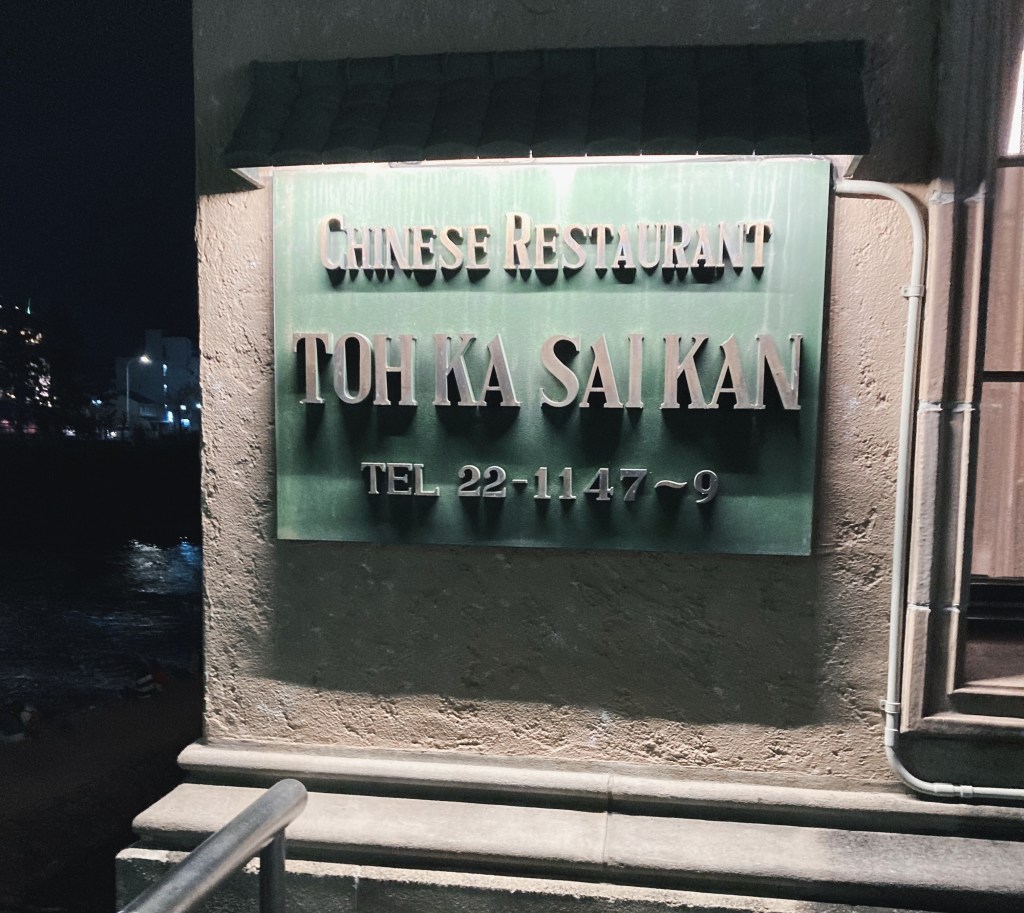 CHINESE RESTAURANT
TOH KA SAI KAN
TEL 22-1147~9